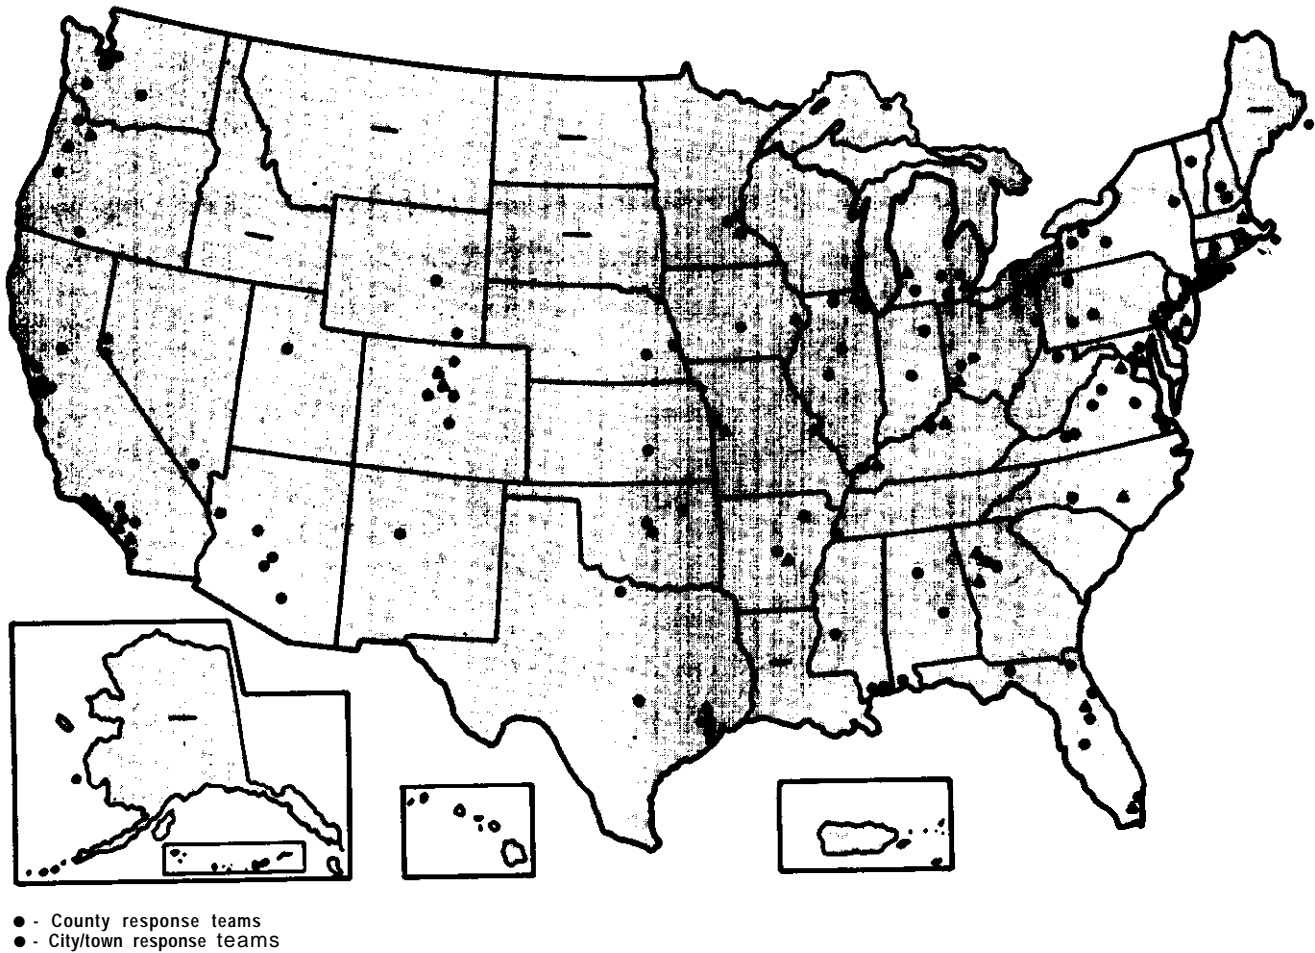 ● - County response teams
● - City/town response teams